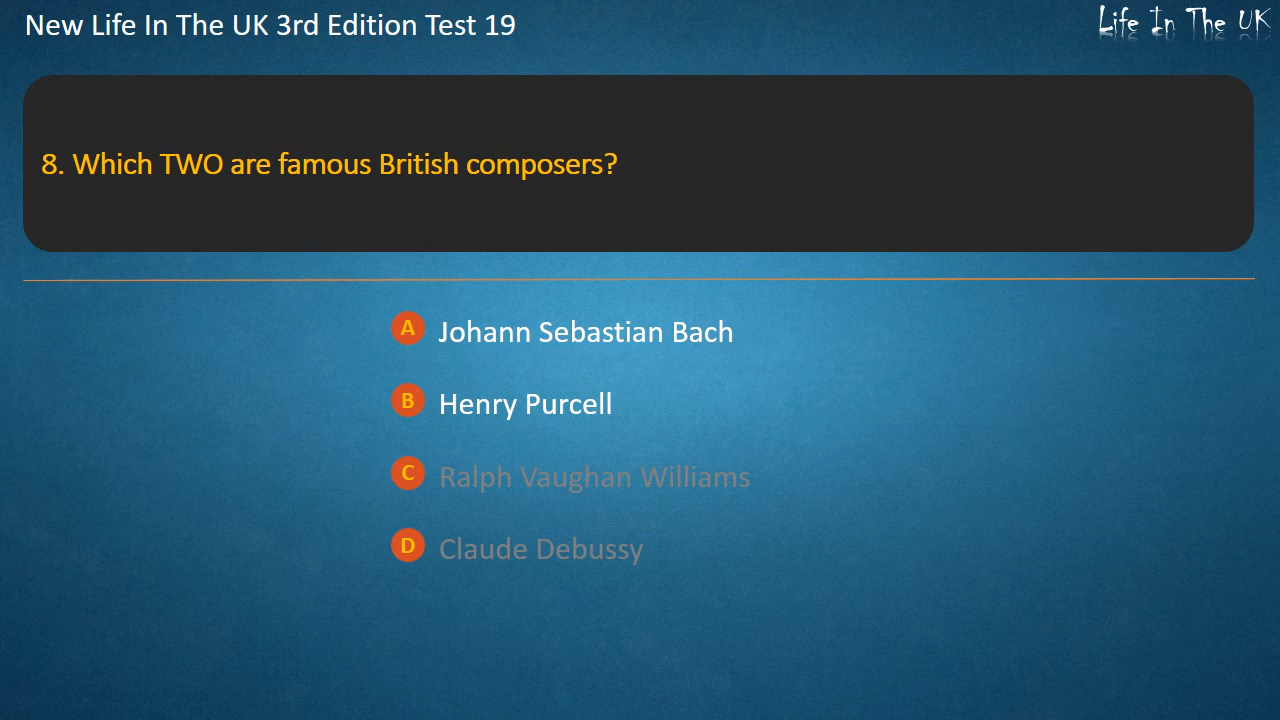 New Life In The UK 3rd Edition Test 19
Life In The UK
8. Which TWO are famous British composers?
A Johann Sebastian Bach
B Henry Purcell
C Ralph Vaughan Williams
D Claude Debussy